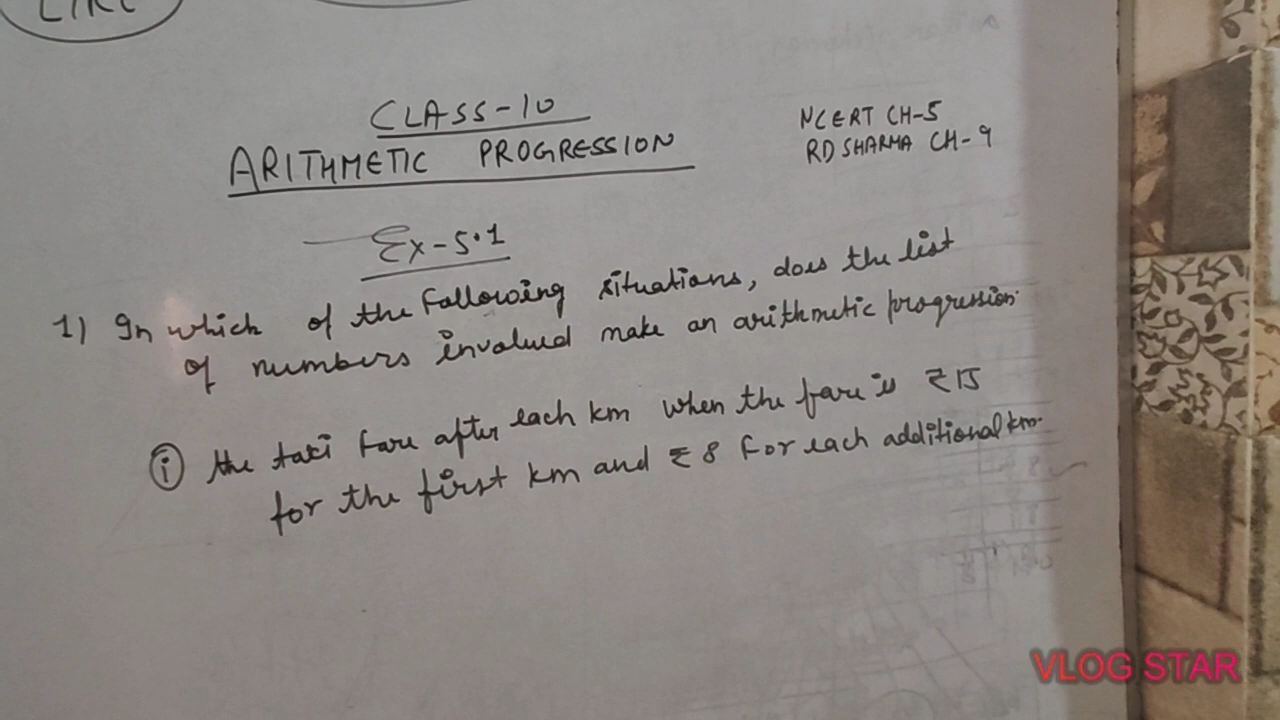 CLASS-10
ARITHMETIC PROGRESSION
NCERT CH-5
RD SHARMA CH-9
Ex-5.1
1) In which of the following situations, does the list
of numbers involved make an arithmetic progression.
(i) the taxi fare after each km when the fare is ₹15
for the first km and ₹8 for each additional km.
VLOG STAR